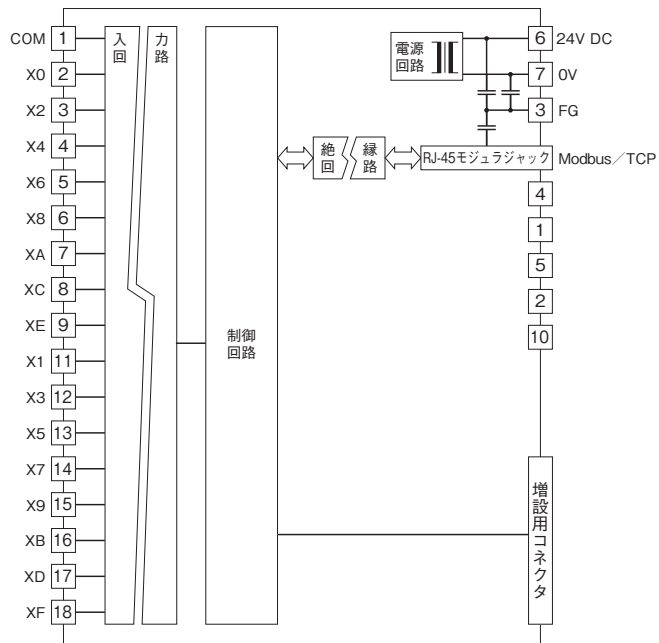 COM 1
X0 2
X2 3
X4 4
X6 5
X8 6
XA 7
XC 8
XE 9
X1 11
X3 12
X5 13
X7 14
X9 15
XB 16
XD 17
XF 18
入力
回路
制御
回路
絶縁
回路
電源
回路
RJ-45モジュラジャック
6 24V DC
7 0V
3 FG
Modbus／TCP
4
1
5
2
10
増設用コネクタ